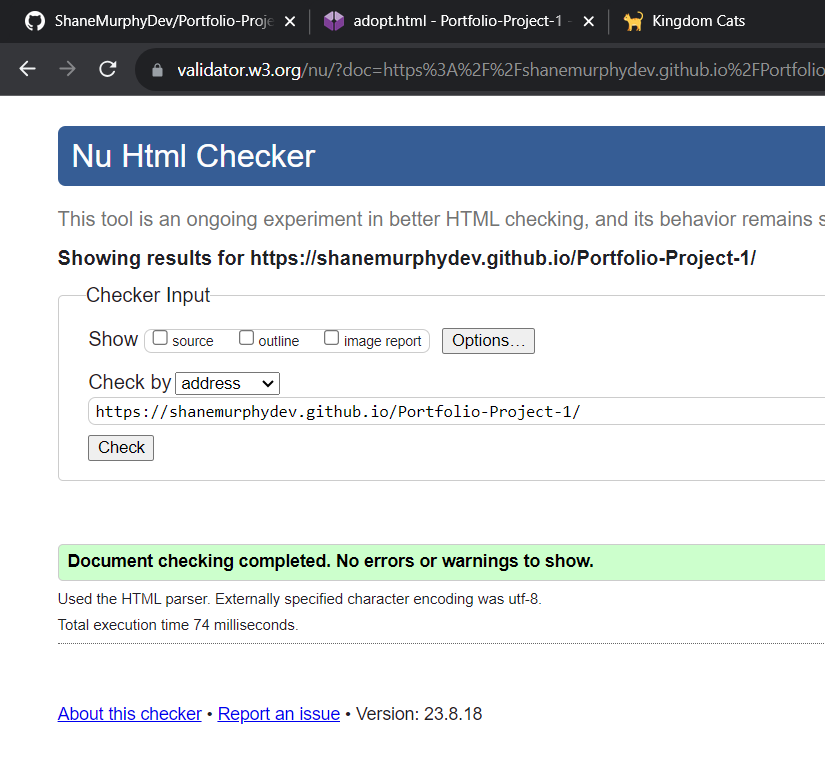 ShaneMurphyDev/Portfolio-Proje
adopt.html - Portfolio-Project-1 -
Kingdom Cats
validator.w3.org/nu/?doc=https%3A%2F%2Fshanemurphydev.github.io%2FPortfolio
Nu Html Checker
This tool is an ongoing experiment in better HTML checking, and its behavior remains s
Showing results for https://shanemurphydev.github.io/Portfolio-Project-1/
Checker Input
Show source outline image report Options...
Check by address
https://shanemurphydev.github.io/Portfolio-Project-1/
Check
Document checking completed. No errors or warnings to show.
Used the HTML parser. Externally specified character encoding was utf-8.
Total execution time 74 milliseconds.
About this checker • Report an issue • Version: 23.8.18